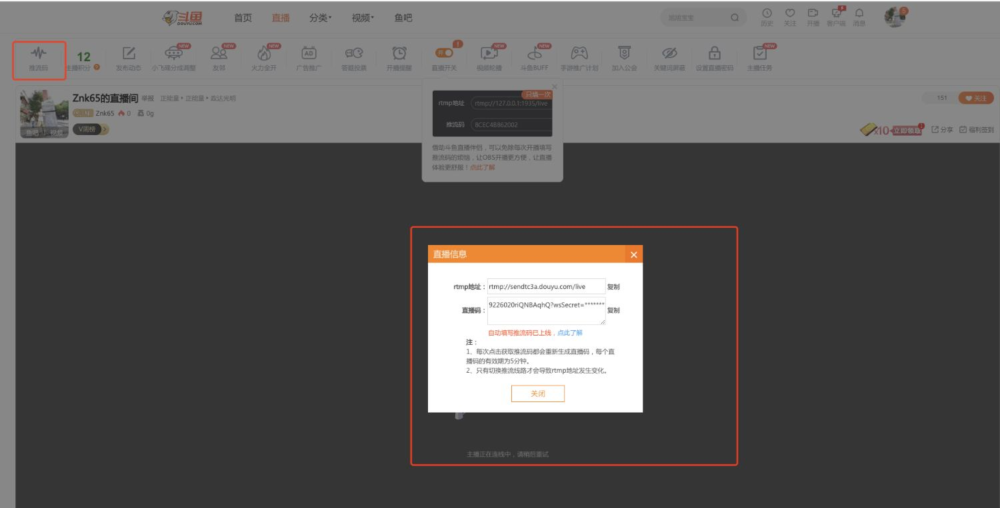 斗鱼
DOUYU.COM
首页
直播
分类
视频
鱼吧
旭旭宝宝
历史
关注
开播
客户端
消息
5
推流码
12
主播积分
?
发布动态
NEW
小飞碟分成调整
NEW
友邻
NEW
火力全开
AD
广告推广
答题投票
开播提醒
开
!
直播开关
NEW
视频轮播
NEW
斗鱼BUFF
手游推广计划
加入公会
关键词屏蔽
设置直播密码
NEW
主播任务
Znk65的直播间 举报 正能量 正能量 政达光明
Znk65 0 0g
V周榜
鱼吧 | 视频
151
关注
x10 立即领取 1
分享
福利签到
只填一次
rtmp地址 rtmp://127.0.0.1:1935/live
推流码 8CEC4B862002
借助斗鱼直播伴侣,可以免除每次开播填写
推流码的烦恼,让OBS开播更方便,让直播
体验更舒服!点此了解
直播信息
rtmp地址: rtmp://sendtc3a.douyu.com/live 复制
直播码: 9226020riQNBAqhQ?wsSecret=******* 复制
自动填写推流码已上线,点此了解
注:
1、每次点击获取推流码都会重新生成直播码,每个直
播码的有效期为5分钟。
2、只有切换推流线路才会导致rtmp地址发生变化。
关闭
主播正在连线中,请稍后重试